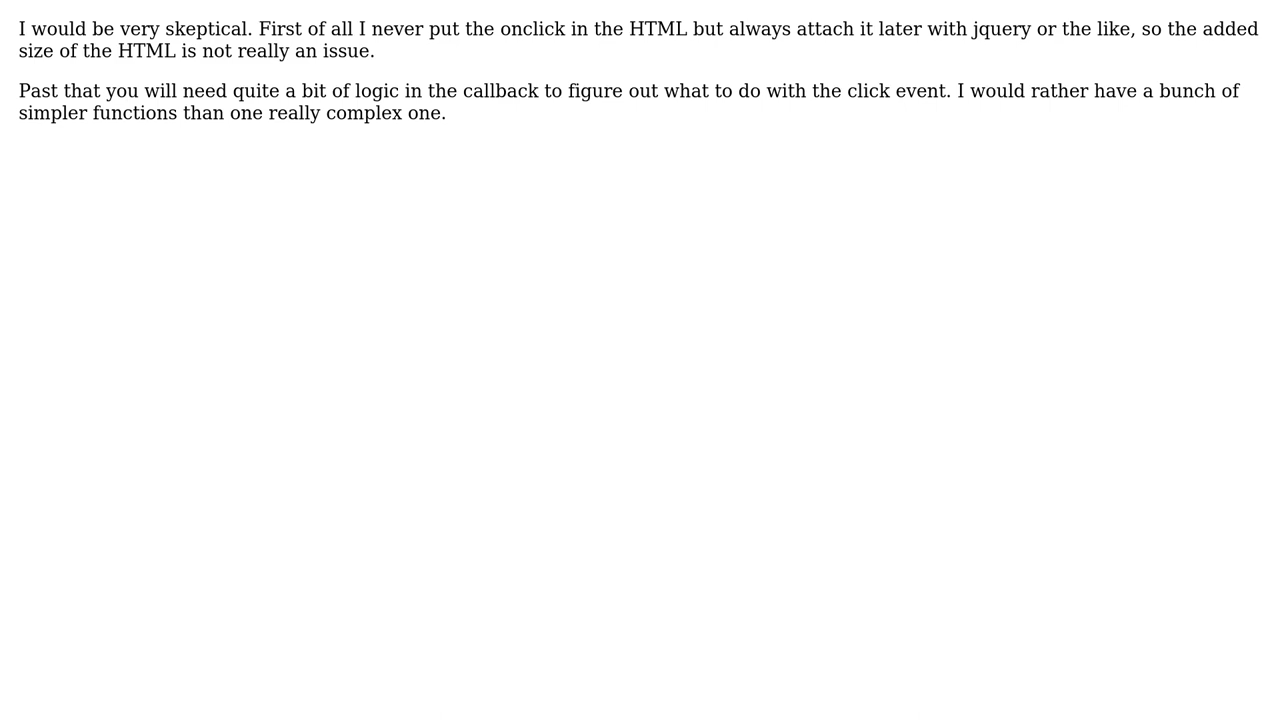 I would be very skeptical. First of all I never put the onclick in the HTML but always attach it later with jquery or the like, so the added
size of the HTML is not really an issue.
Past that you will need quite a bit of logic in the callback to figure out what to do with the click event. I would rather have a bunch of
simpler functions than one really complex one.